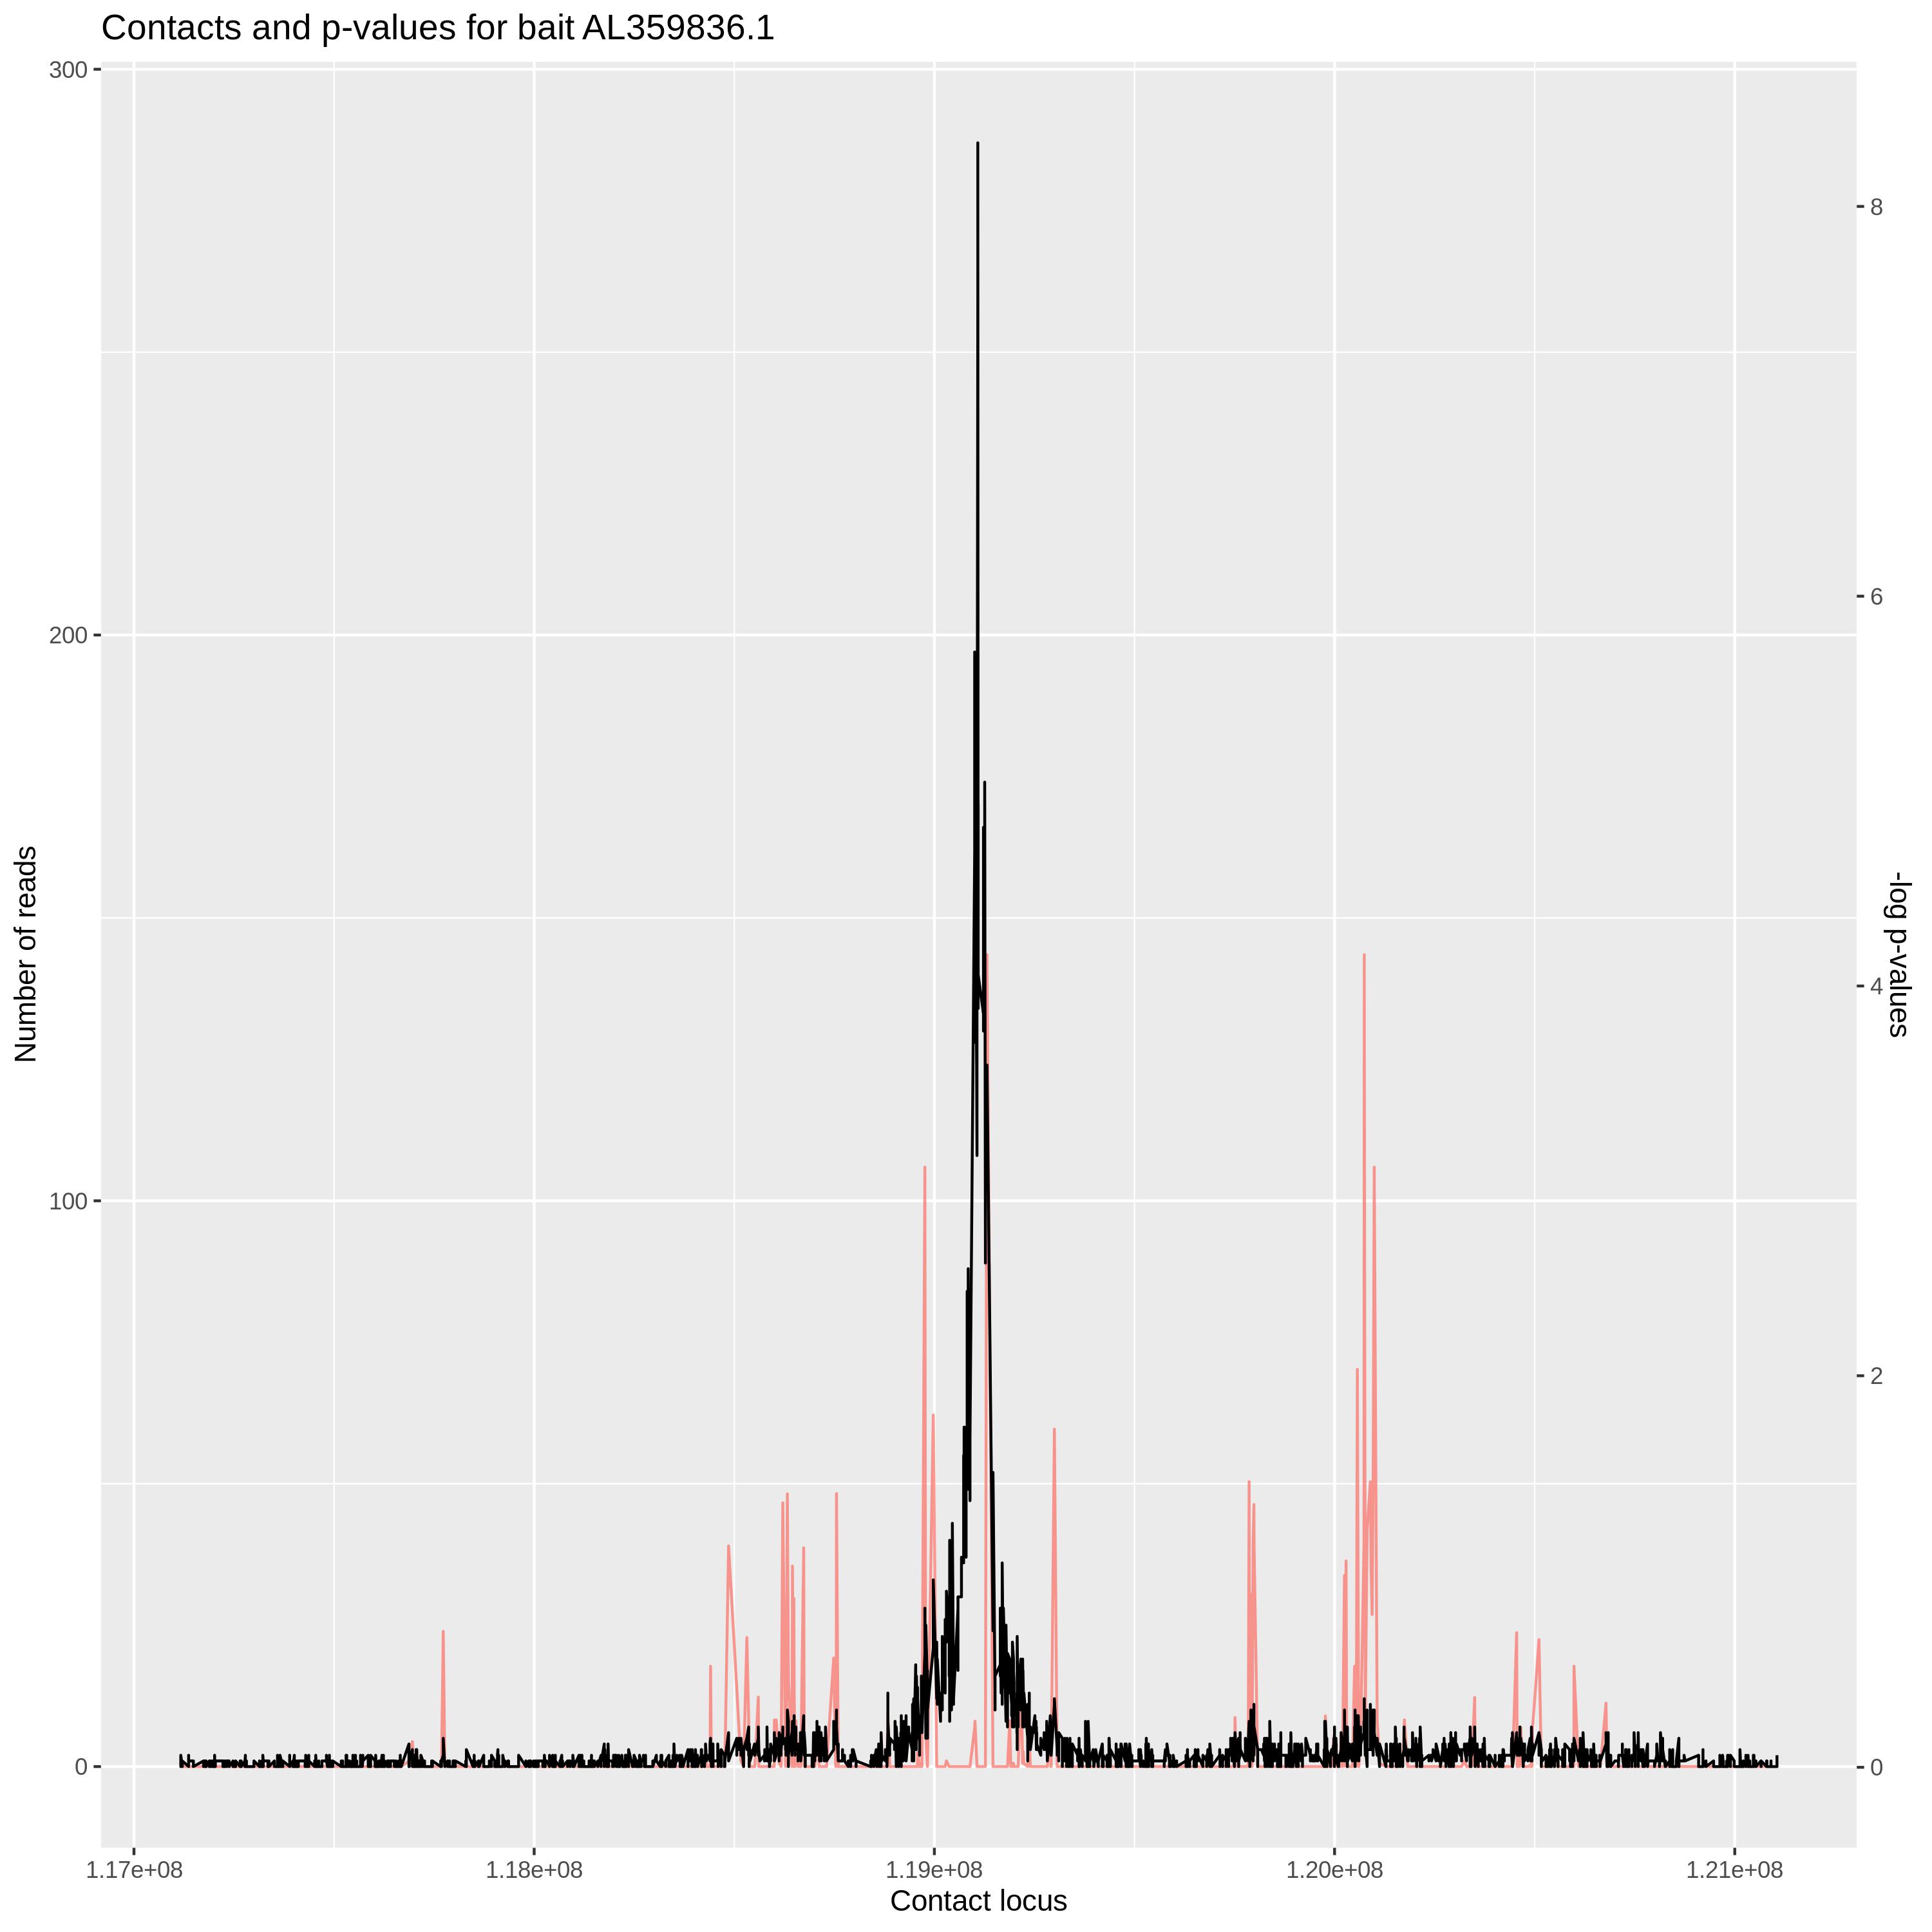 Contacts and p-values for bait AL359836.1
300
200
100
0
Number of reads
8
6
4
2
0
-log p-values
1.17e+08
1.18e+08
1.19e+08
1.20e+08
1.21e+08
Contact locus